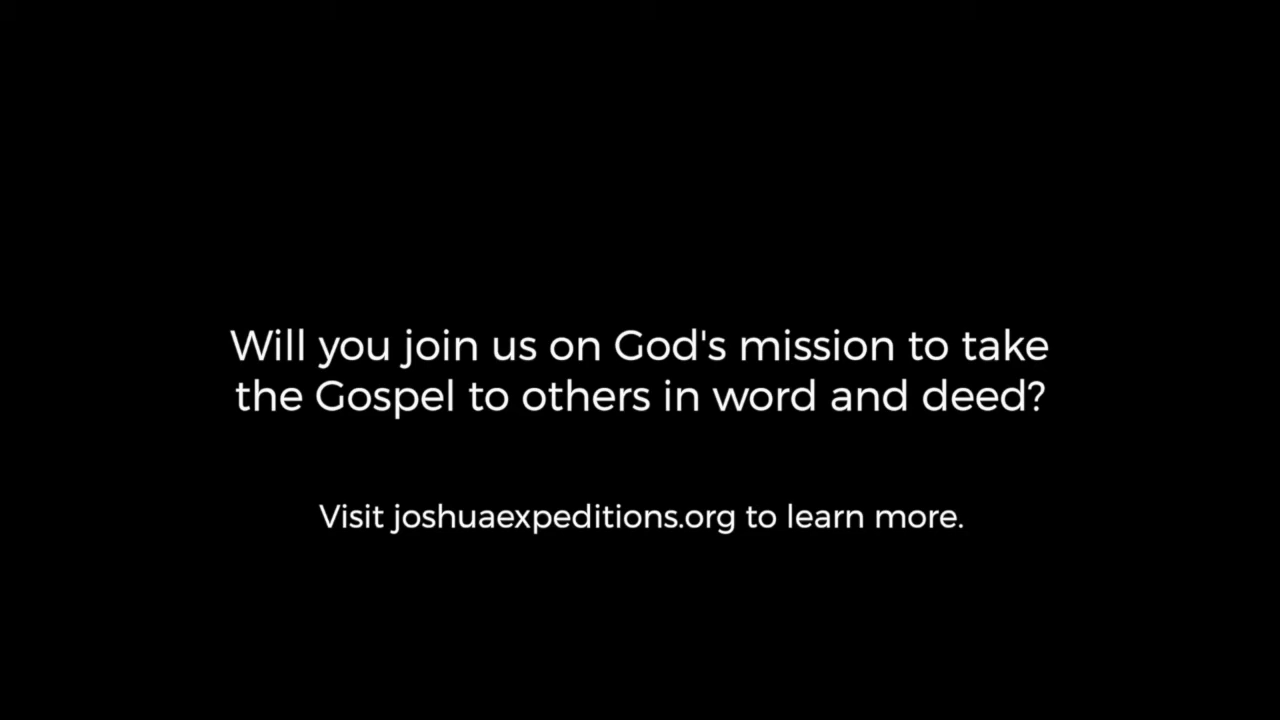 Will you join us on God's mission to take
the Gospel to others in word and deed?
Visit joshuaexpeditions.org to learn more.